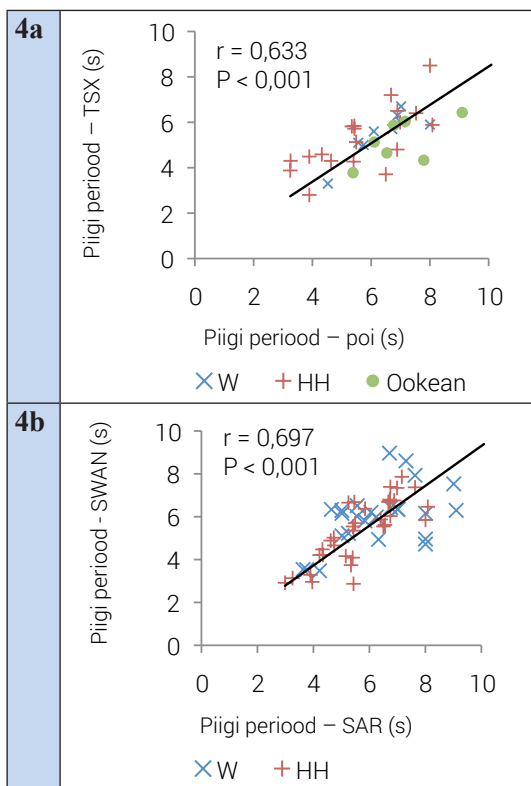 4a
r = 0,633
P < 0,001
Piigi periood – TSX (s)
10
8
6
4
2
0
0 2 4 6 8 10
Piigi periood – poi (s)
W HH Ookean
4b
r = 0,697
P < 0,001
Piigi periood - SWAN (s)
10
8
6
4
2
0
0 2 4 6 8 10
Piigi periood – SAR (s)
W HH